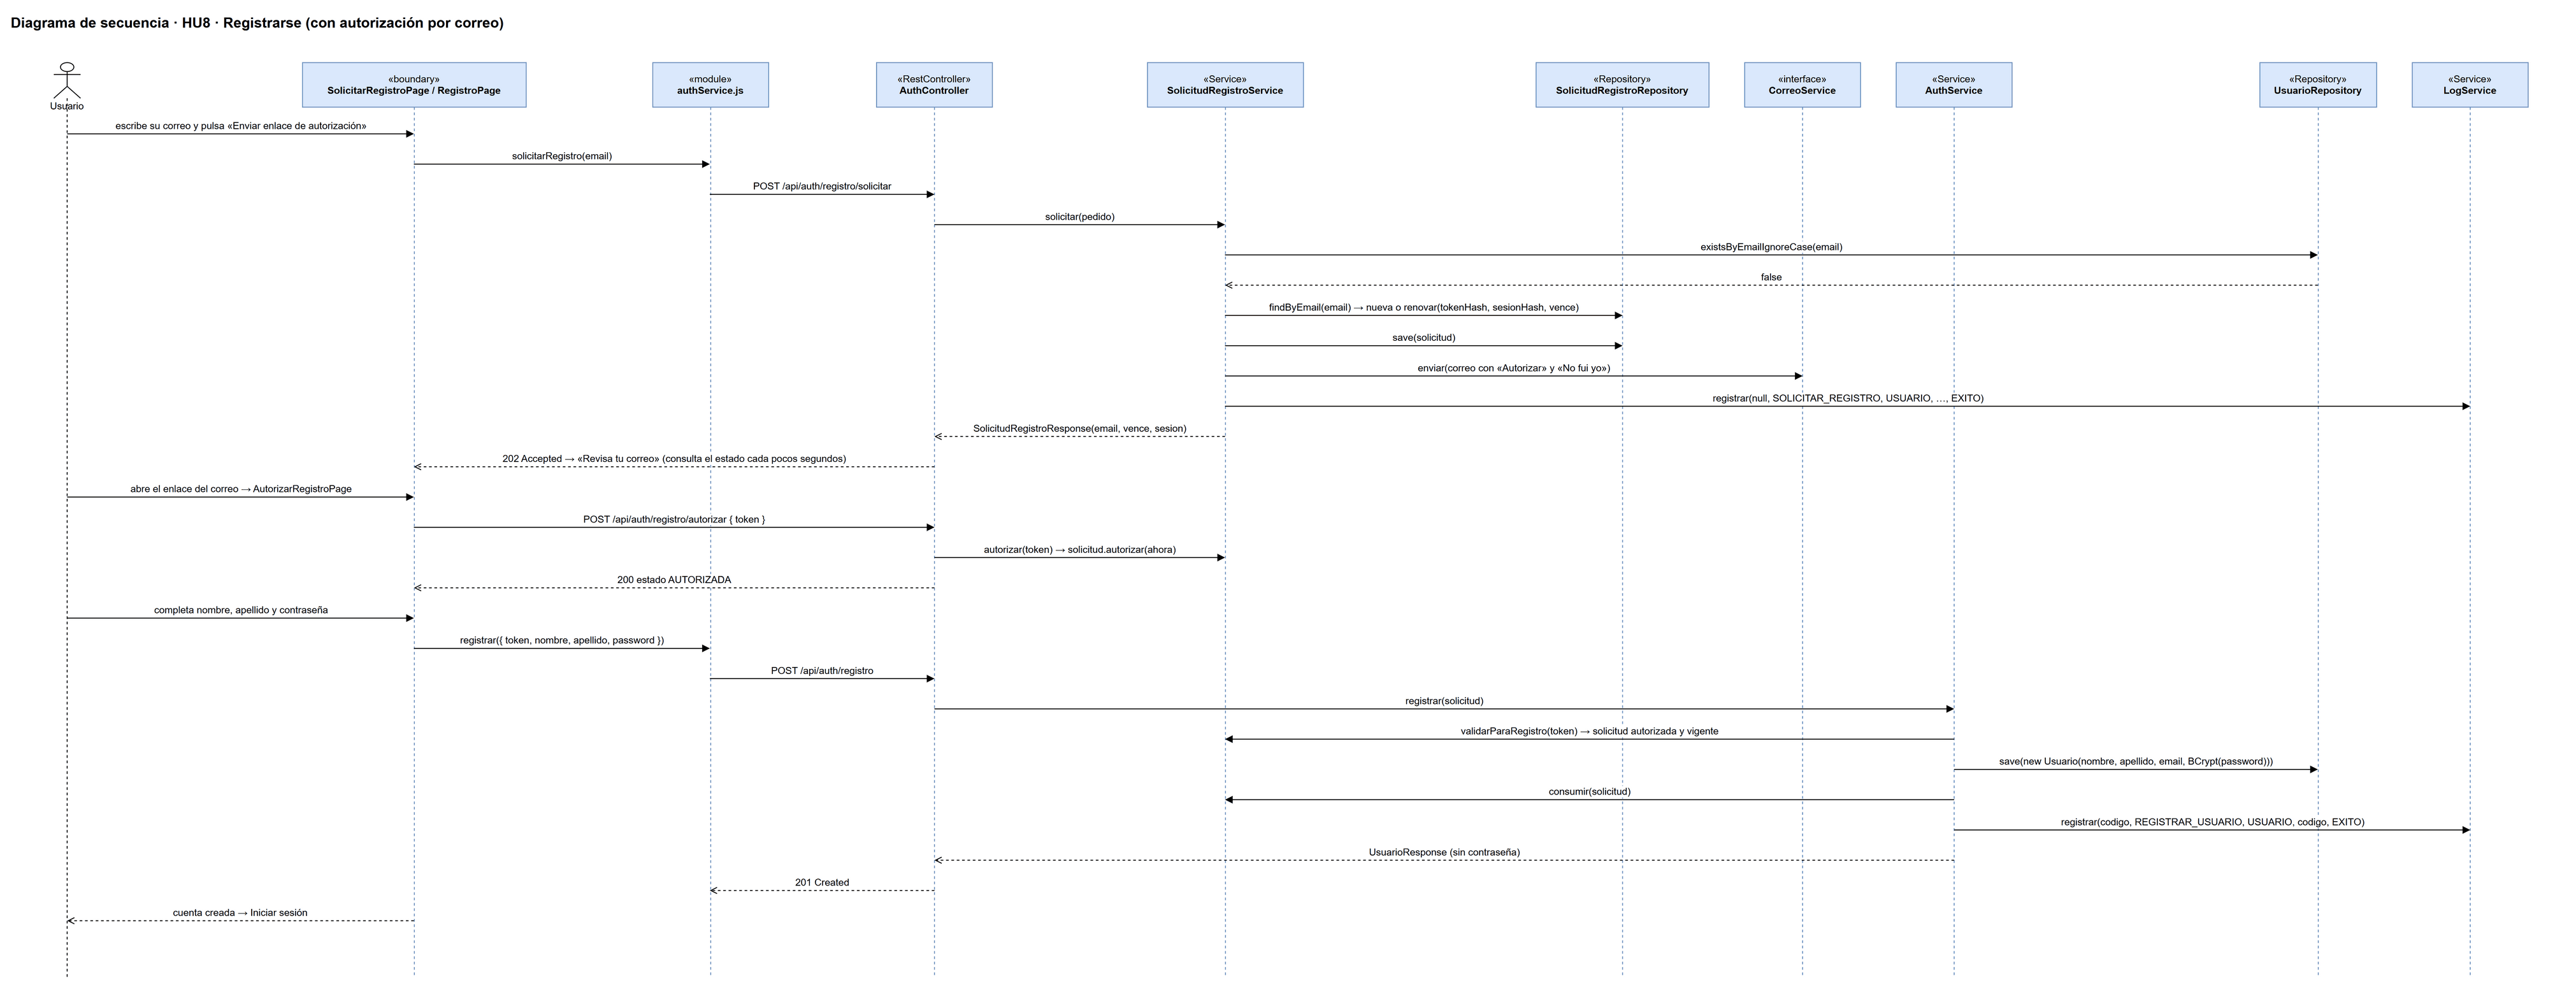 Diagrama de secuencia · HU8 · Registrarse (con autorización por correo)
Usuario
«boundary»
SolicitarRegistroPage / RegistroPage
«module»
authService.js
«RestController»
AuthController
«Service»
SolicitudRegistroService
«Repository»
SolicitudRegistroRepository
«interface»
CorreoService
«Service»
AuthService
«Repository»
UsuarioRepository
«Service»
LogService
escribe su correo y pulsa «Enviar enlace de autorización»
solicitarRegistro(email)
POST /api/auth/registro/solicitar
solicitar(pedido)
existsByEmailIgnoreCase(email)
false
findByEmail(email) → nueva o renovar(tokenHash, sesionHash, vence)
save(solicitud)
enviar(correo con «Autorizar» y «No fui yo»)
registrar(null, SOLICITAR_REGISTRO, USUARIO, …, EXITO)
SolicitudRegistroResponse(email, vence, sesion)
202 Accepted → «Revisa tu correo» (consulta el estado cada pocos segundos)
abre el enlace del correo → AutorizarRegistroPage
POST /api/auth/registro/autorizar { token }
autorizar(token) → solicitud.autorizar(ahora)
200 estado AUTORIZADA
completa nombre, apellido y contraseña
registrar({ token, nombre, apellido, password })
POST /api/auth/registro
registrar(solicitud)
validarParaRegistro(token) → solicitud autorizada y vigente
save(new Usuario(nombre, apellido, email, BCrypt(password)))
consumir(solicitud)
registrar(codigo, REGISTRAR_USUARIO, USUARIO, codigo, EXITO)
UsuarioResponse (sin contraseña)
201 Created
cuenta creada → Iniciar sesión